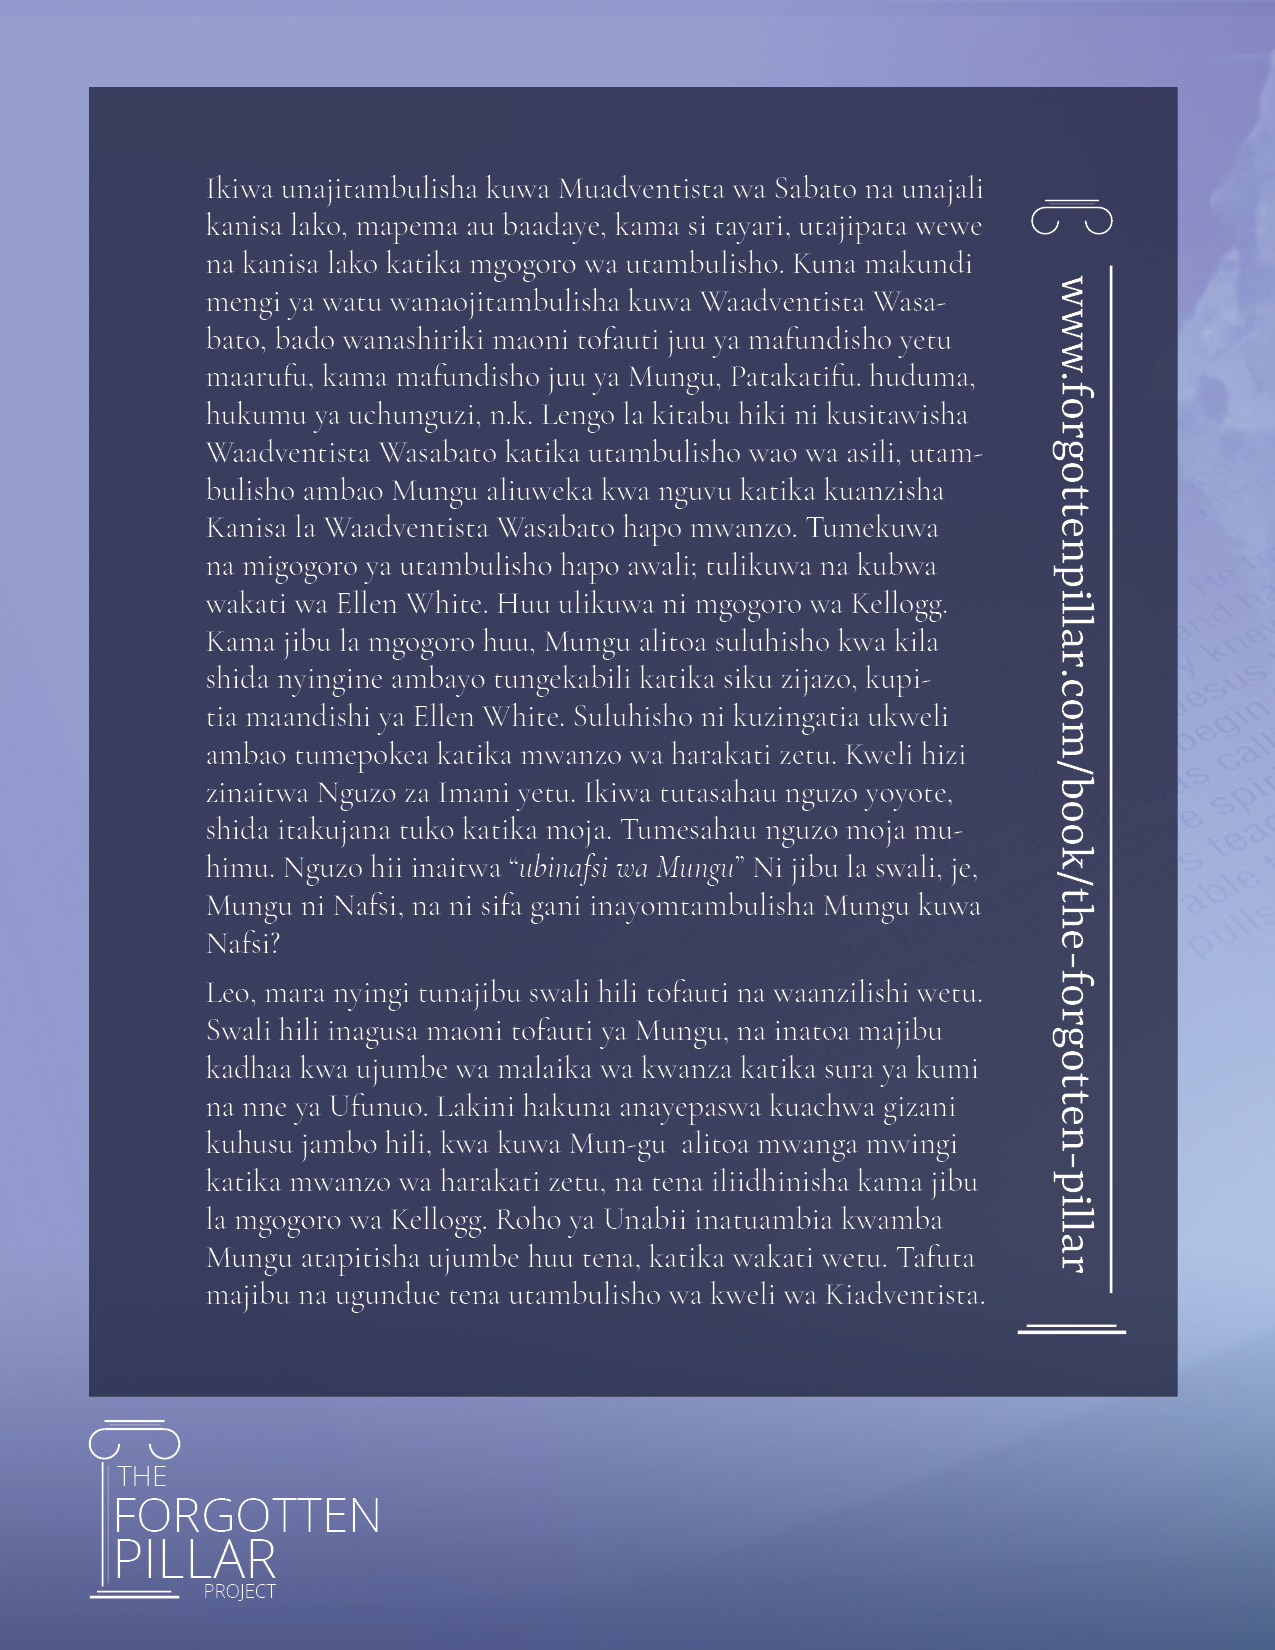 Ikiwa unajitambulisha kuwa Muadventista wa Sabato na unajali
kanisa lako, mapema au baadaye, kama si tayari, utajipata wewe
na kanisa lako katika mgogoro wa utambulisho. Kuna makundi
mengi ya watu wanaojitambulisha kuwa Waadventista Wasa-
bato, bado wanashiriki maoni tofauti juu ya mafundisho yetu
maarufu, kama mafundisho juu ya Mungu, Patakatifu. huduma,
hukumu ya uchunguzi, n.k. Lengo la kitabu hiki ni kusitawisha
Waadventista Wasabato katika utambulisho wao wa asili, utam-
bulisho ambao Mungu aliuweka kwa nguvu katika kuanzisha
Kanisa la Waadventista Wasabato hapo mwanzo. Tumekuwa
na migogoro ya utambulisho hapo awali; tulikuwa na kubwa
wakati wa Ellen White. Huu ulikuwa ni mgogoro wa Kellogg.
Kama jibu la mgogoro huu, Mungu alitoa suluhisho kwa kila
shida nyingine ambayo tungekabili katika siku zijazo, kupi-
tia maandishi ya Ellen White. Suluhisho ni kuzingatia ukweli
ambao tumepokea katika mwanzo wa harakati zetu. Kweli hizi
zinaitwa Nguzo za Imani yetu. Ikiwa tutasahau nguzo yoyote,
shida itakujana tuko katika moja. Tumesahau nguzo moja mu-
himu. Nguzo hii inaitwa “ubinafsi wa Mungu” Ni jibu la swali, je,
Mungu ni Nafsi, na ni sifa gani inayomtambulisha Mungu kuwa
Nafsi?
Leo, mara nyingi tunajibu swali hili tofauti na waanzilishi wetu.
Swali hili inagusa maoni tofauti ya Mungu, na inatoa majibu
kadhaa kwa ujumbe wa malaika wa kwanza katika sura ya kumi
na nne ya Ufunuo. Lakini hakuna anayepaswa kuachwa gizani
kuhusu jambo hili, kwa kuwa Mun-gu alitoa mwanga mwingi
katika mwanzo wa harakati zetu, na tena iliidhinisha kama jibu
la mgogoro wa Kellogg. Roho ya Unabii inatuambia kwamba
Mungu atapitisha ujumbe huu tena, katika wakati wetu. Tafuta
majibu na ugundue tena utambulisho wa kweli wa Kiadventista.
www.forgottenpillar.com/book/the-forgotten-pillar
THE
FORGOTTEN
PILLAR
PROJECT